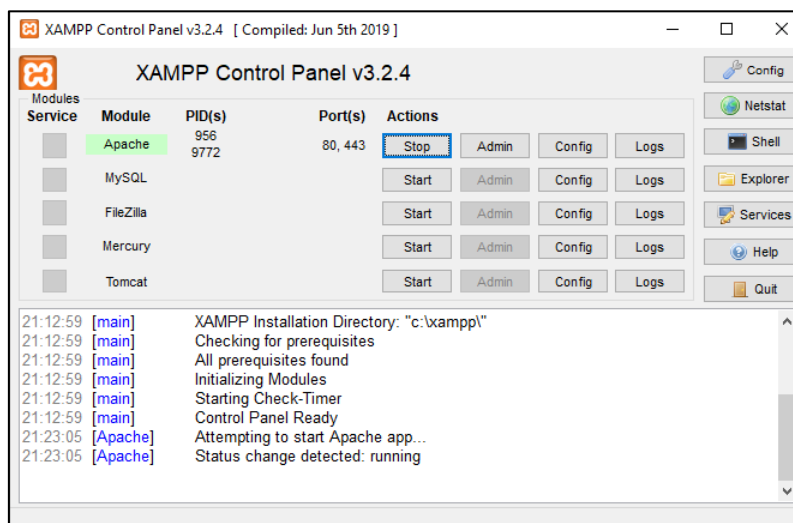 XAMPP Control Panel v3.2.4 [ Compiled: Jun 5th 2019 ]
XAMPP Control Panel v3.2.4
Config
Modules
Netstat
Service Module PID(s) Port(s) Actions
Apache 956 9772 80, 443 Stop Admin Config Logs
Shell
MySQL Start Admin Config Logs
Explorer
FileZilla Start Admin Config Logs
Services
Mercury Start Admin Config Logs
Help
Tomcat Start Admin Config Logs
Quit
21:12:59 [main] XAMPP Installation Directory: "c:\xampp\"
21:12:59 [main] Checking for prerequisites
21:12:59 [main] All prerequisites found
21:12:59 [main] Initializing Modules
21:12:59 [main] Starting Check-Timer
21:12:59 [main] Control Panel Ready
21:23:05 [Apache] Attempting to start Apache app...
21:23:05 [Apache] Status change detected: running